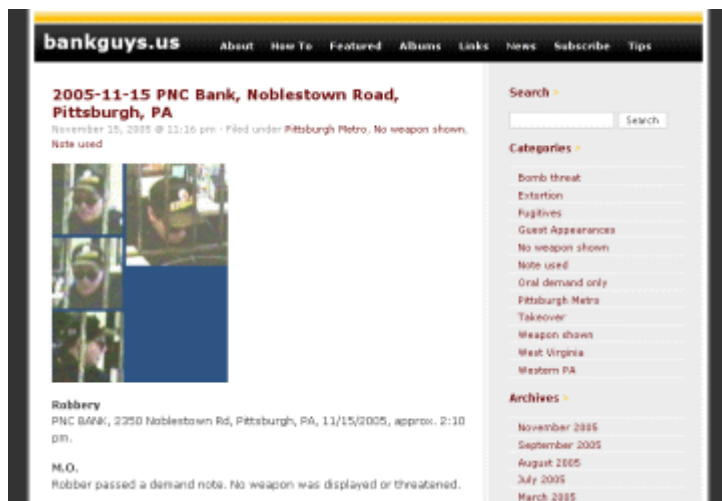 bankguys.us
About How To Featured Albums Links News Subscribe Tips
2005-11-15 PNC Bank, Noblestown Road,
Pittsburgh, PA
November 15, 2005 @ 11:16 pm · Filed under Pittsburgh Metro, No weapon shown,
Note used
Robbery
PNC BANK, 2350 Noblestown Rd, Pittsburgh, PA, 11/15/2005, approx. 2:10
pm.
M.O.
Robber passed a demand note. No weapon was displayed or threatened.
Search >
Search
Categories >
Bomb threat
Extortion
Fugitives
Guest Appearances
No weapon shown
Note used
Oral demand only
Pittsburgh Metro
Takeover
Weapon shown
West Virginia
Western PA
Archives >
November 2005
September 2005
August 2005
July 2005
March 2005